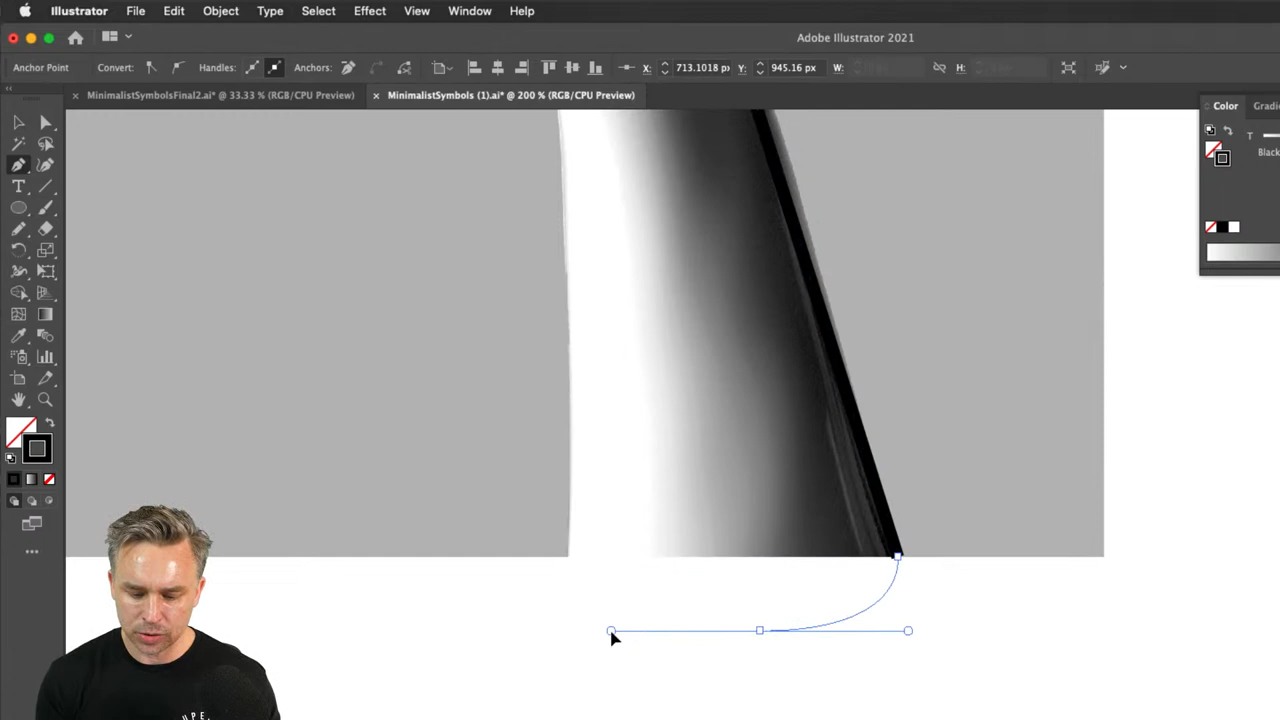 Illustrator File Edit Object Type Select Effect View Window Help
Adobe Illustrator 2021
Anchor Point Convert: Handles: Anchors: X: 713.1018 px Y: 945.16 px W: H:
× MinimalistSymbolsFinal2.ai* @ 33.33 % (RGB/CPU Preview) × MinimalistSymbols (1).ai* @ 200 % (RGB/CPU Preview)
Color Gradi
T
Black
UPE.